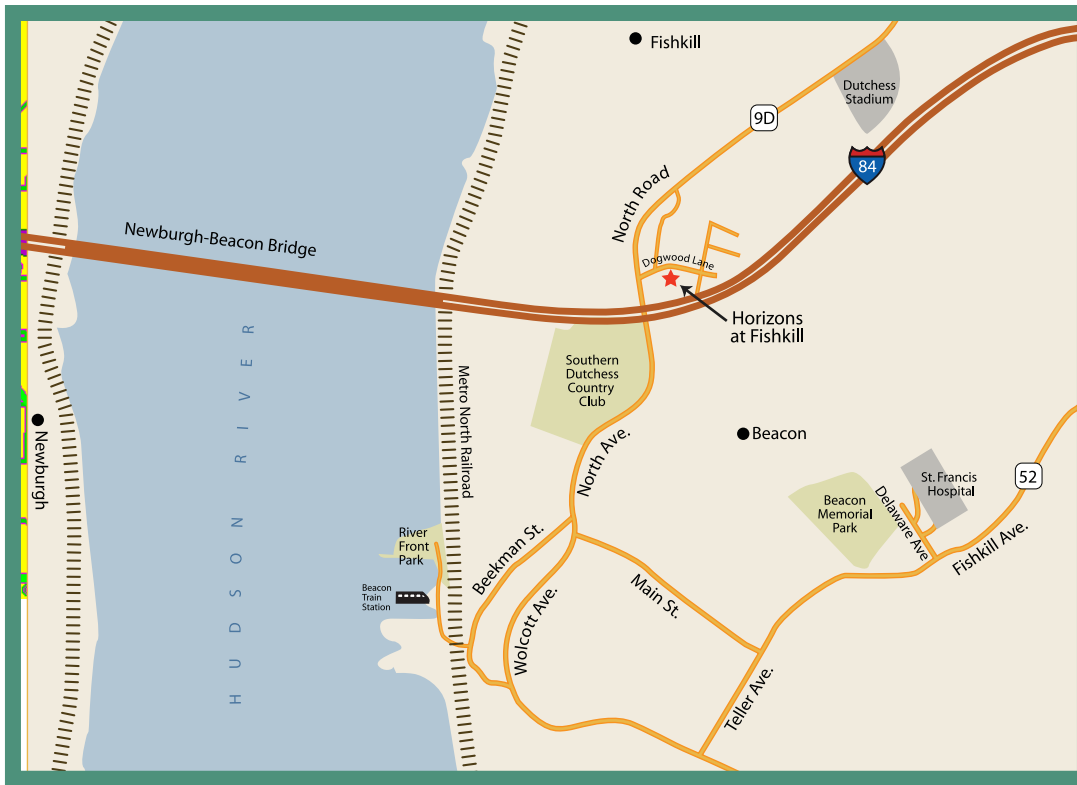 Fishkill
Dutchess
Stadium
9D
84
North Road
Newburgh-Beacon Bridge
Dogwood Lane
Horizons
at Fishkill
HUDSON RIVER
Southern
Dutchess
Country
Club
Metro North Railroad
Newburgh
Beacon
North Ave.
St. Francis
Hospital
52
Beacon
Memorial
Park
Delaware Ave
Fishkill Ave.
River
Front
Park
Beekman St.
Beacon
Train
Station
Main St.
Wolcott Ave.
Teller Ave.